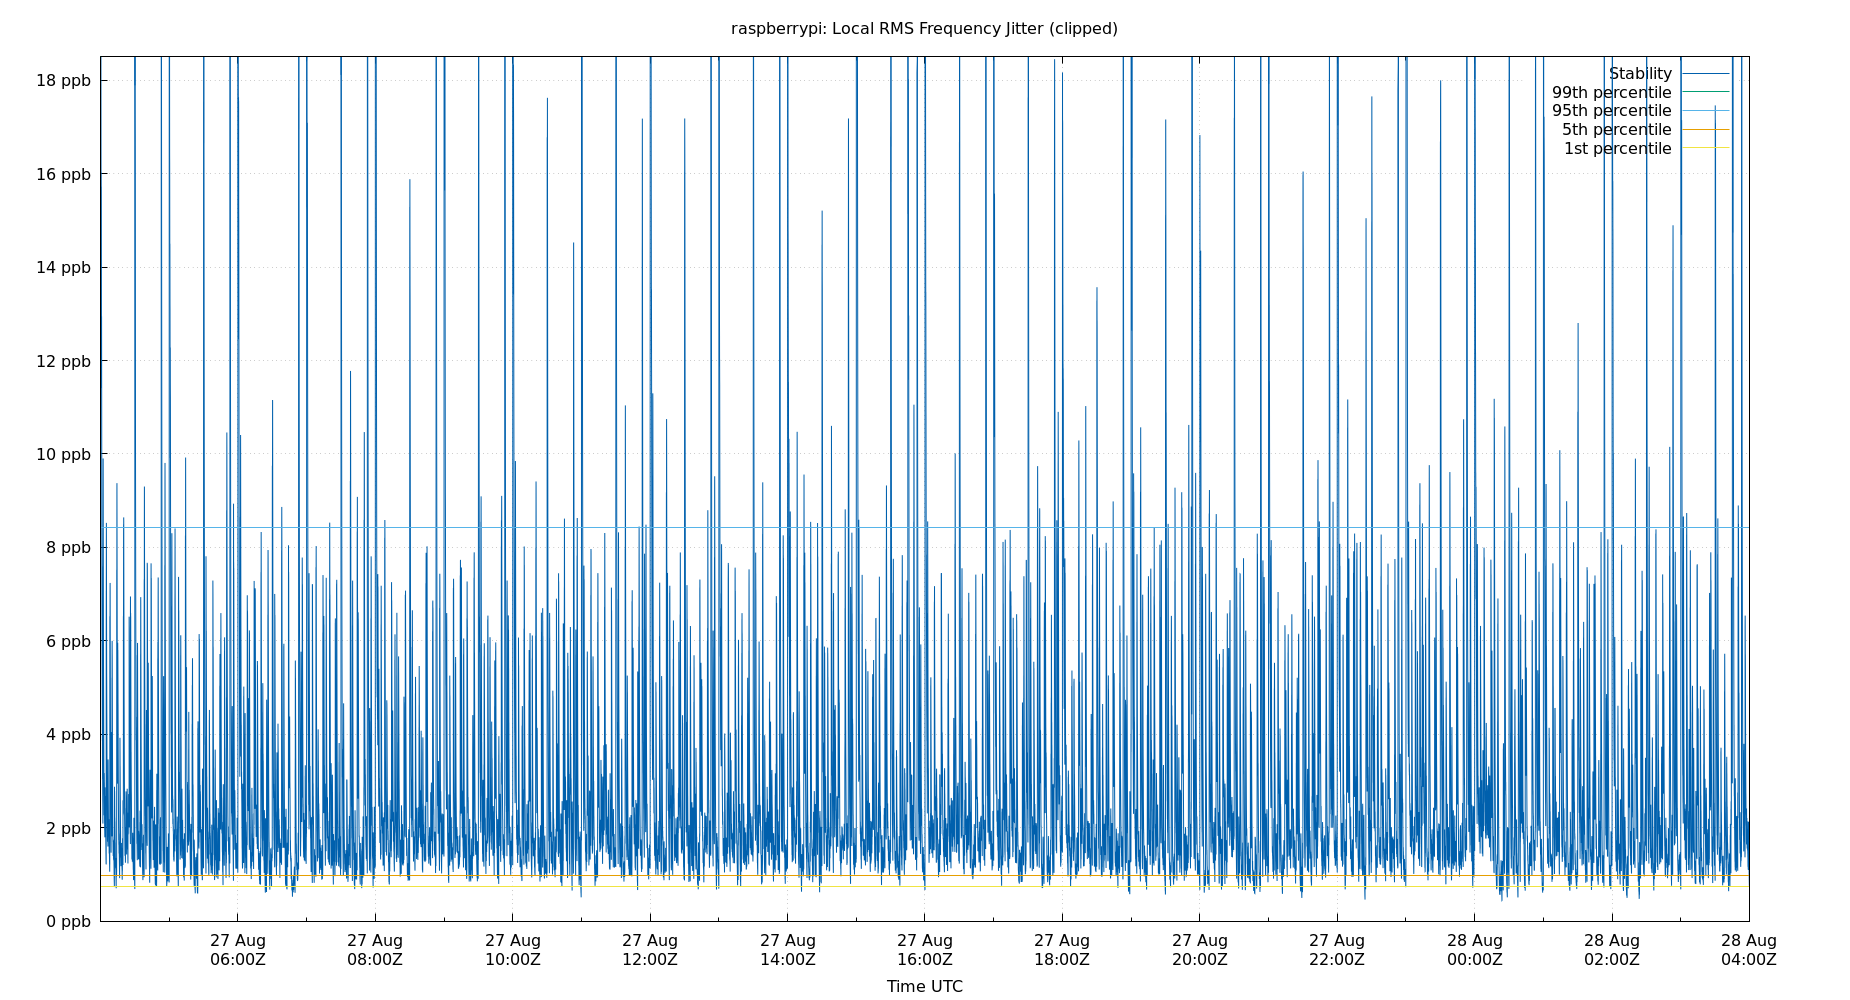 raspberrypi: Local RMS Frequency Jitter (clipped)
18 ppb
16 ppb
14 ppb
12 ppb
10 ppb
8 ppb
6 ppb
4 ppb
2 ppb
0 ppb
Stability
99th percentile
95th percentile
5th percentile
1st percentile
27 Aug 27 Aug 27 Aug 27 Aug 27 Aug 27 Aug 27 Aug 27 Aug 27 Aug 28 Aug 28 Aug 28 Aug
06:00Z 08:00Z 10:00Z 12:00Z 14:00Z 16:00Z 18:00Z 20:00Z 22:00Z 00:00Z 02:00Z 04:00Z
Time UTC